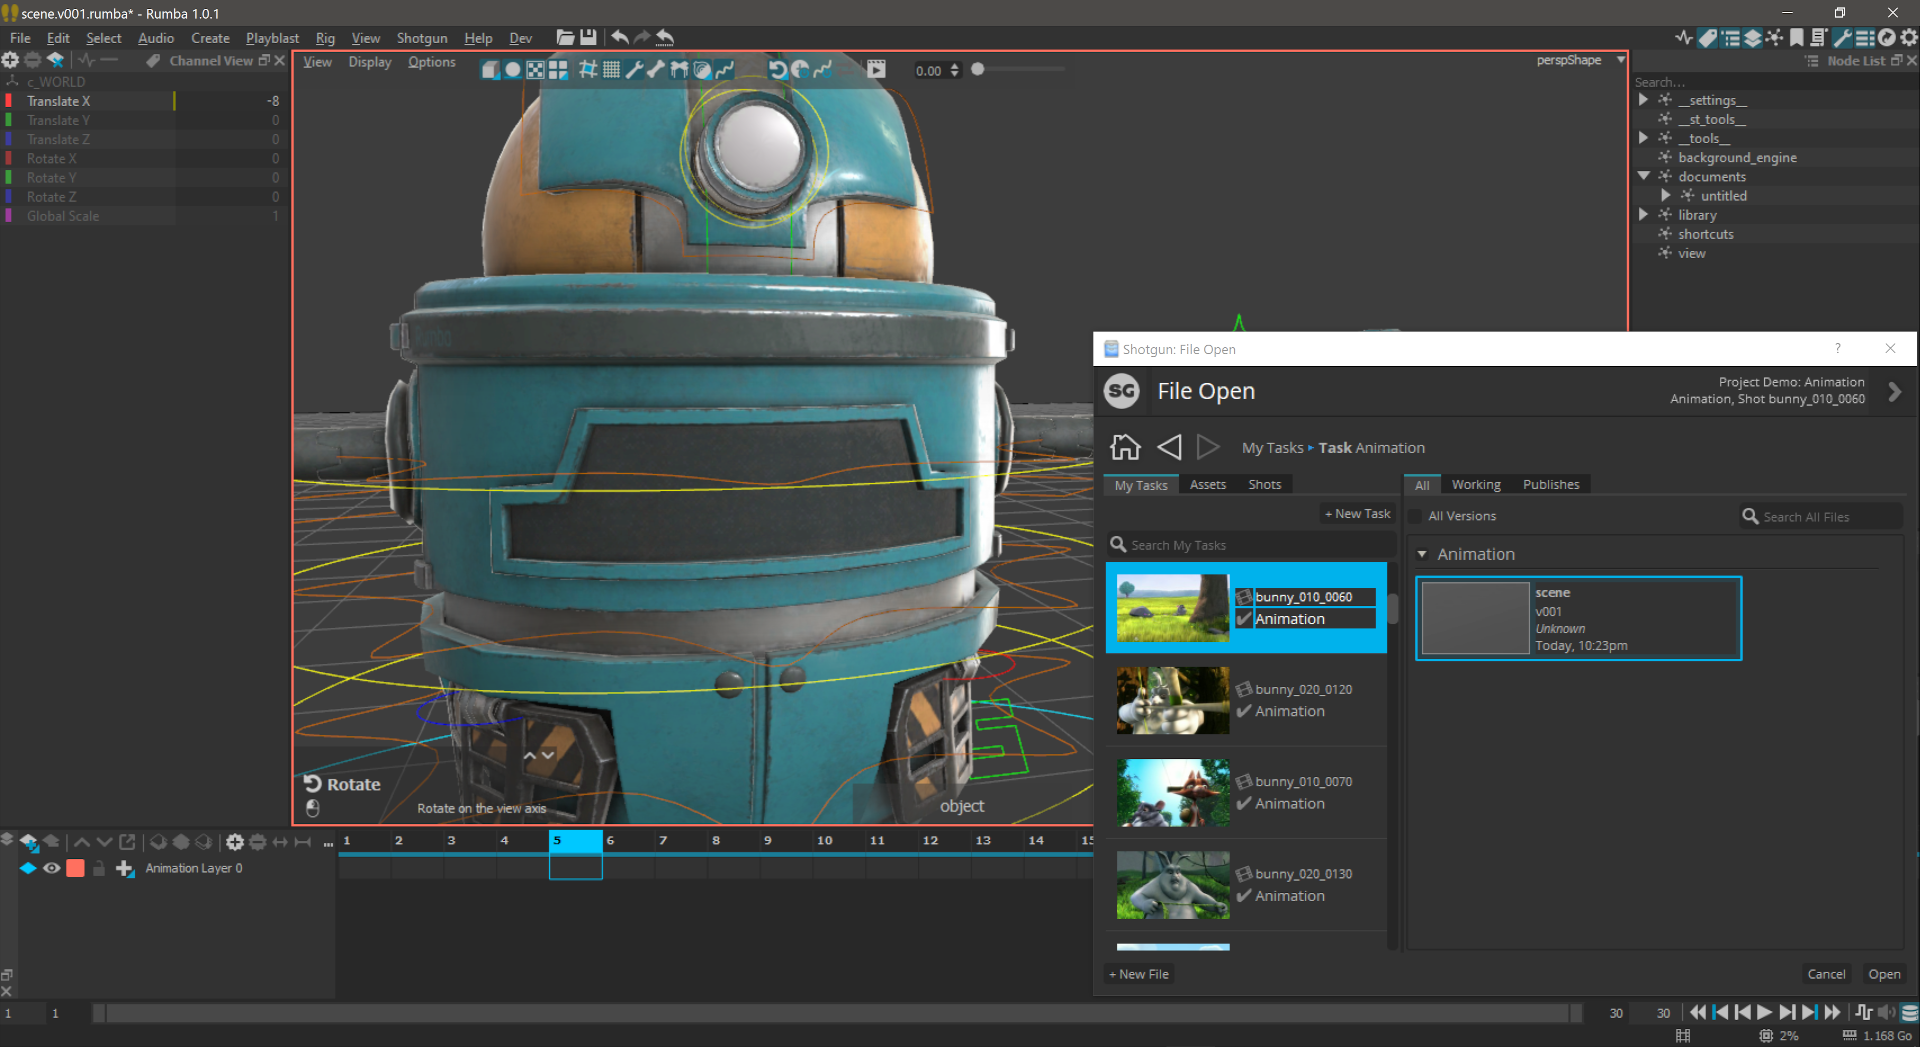 scene.v001.rumba* - Rumba 1.0.1
File Edit Select Audio Create Playblast Rig View Shotgun Help Dev
Channel View
c_WORLD
Translate X -8
Translate Y 0
Translate Z 0
Rotate X 0
Rotate Y 0
Rotate Z 0
Global Scale 1
View Display Options
0.00
perspShape
Rotate
Rotate on the view axis
object
Node List
Search...
__settings__
__st_tools__
__tools__
background_engine
documents
untitled
library
shortcuts
view
Shotgun: File Open
?
SG
File Open
Project Demo: Animation
Animation, Shot bunny_010_0060
My Tasks Task Animation
My Tasks Assets Shots
+ New Task
Search My Tasks
bunny_010_0060
Animation
bunny_020_0120
Animation
bunny_010_0070
Animation
bunny_020_0130
Animation
All Working Publishes
All Versions
Search All Files
Animation
scene
v001
Unknown
Today, 10:23pm
+ New File
Cancel Open
... 1 2 3 4 5 6 7 8 9 10 11 12 13 14 15
Animation Layer 0
1 1 30 30
2% 1.168 Go